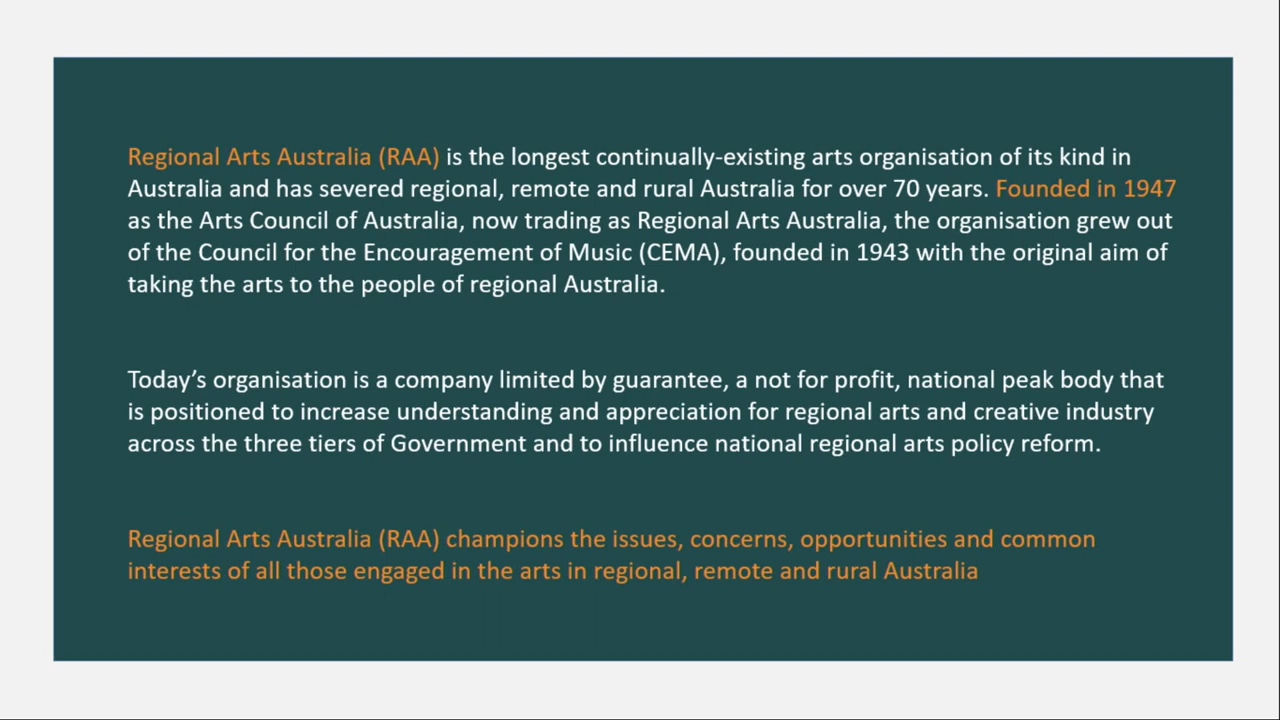 Regional Arts Australia (RAA) is the longest continually-existing arts organisation of its kind in
Australia and has severed regional, remote and rural Australia for over 70 years. Founded in 1947
as the Arts Council of Australia, now trading as Regional Arts Australia, the organisation grew out
of the Council for the Encouragement of Music (CEMA), founded in 1943 with the original aim of
taking the arts to the people of regional Australia.
Today’s organisation is a company limited by guarantee, a not for profit, national peak body that
is positioned to increase understanding and appreciation for regional arts and creative industry
across the three tiers of Government and to influence national regional arts policy reform.
Regional Arts Australia (RAA) champions the issues, concerns, opportunities and common
interests of all those engaged in the arts in regional, remote and rural Australia